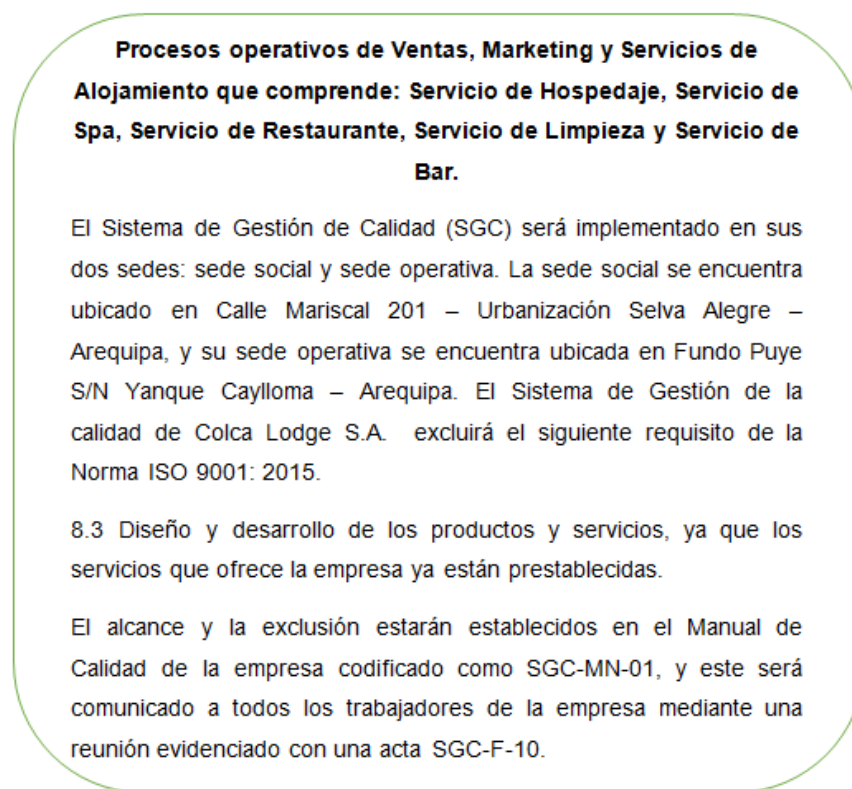 Procesos operativos de Ventas, Marketing y Servicios de
Alojamiento que comprende: Servicio de Hospedaje, Servicio de
Spa, Servicio de Restaurante, Servicio de Limpieza y Servicio de
Bar.
El Sistema de Gestión de Calidad (SGC) será implementado en sus
dos sedes: sede social y sede operativa. La sede social se encuentra
ubicado en Calle Mariscal 201 – Urbanización Selva Alegre –
Arequipa, y su sede operativa se encuentra ubicada en Fundo Puye
S/N Yanque Caylloma – Arequipa. El Sistema de Gestión de la
calidad de Colca Lodge S.A. excluirá el siguiente requisito de la
Norma ISO 9001: 2015.
8.3 Diseño y desarrollo de los productos y servicios, ya que los
servicios que ofrece la empresa ya están prestablecidas.
El alcance y la exclusión estarán establecidos en el Manual de
Calidad de la empresa codificado como SGC-MN-01, y este será
comunicado a todos los trabajadores de la empresa mediante una
reunión evidenciado con una acta SGC-F-10.